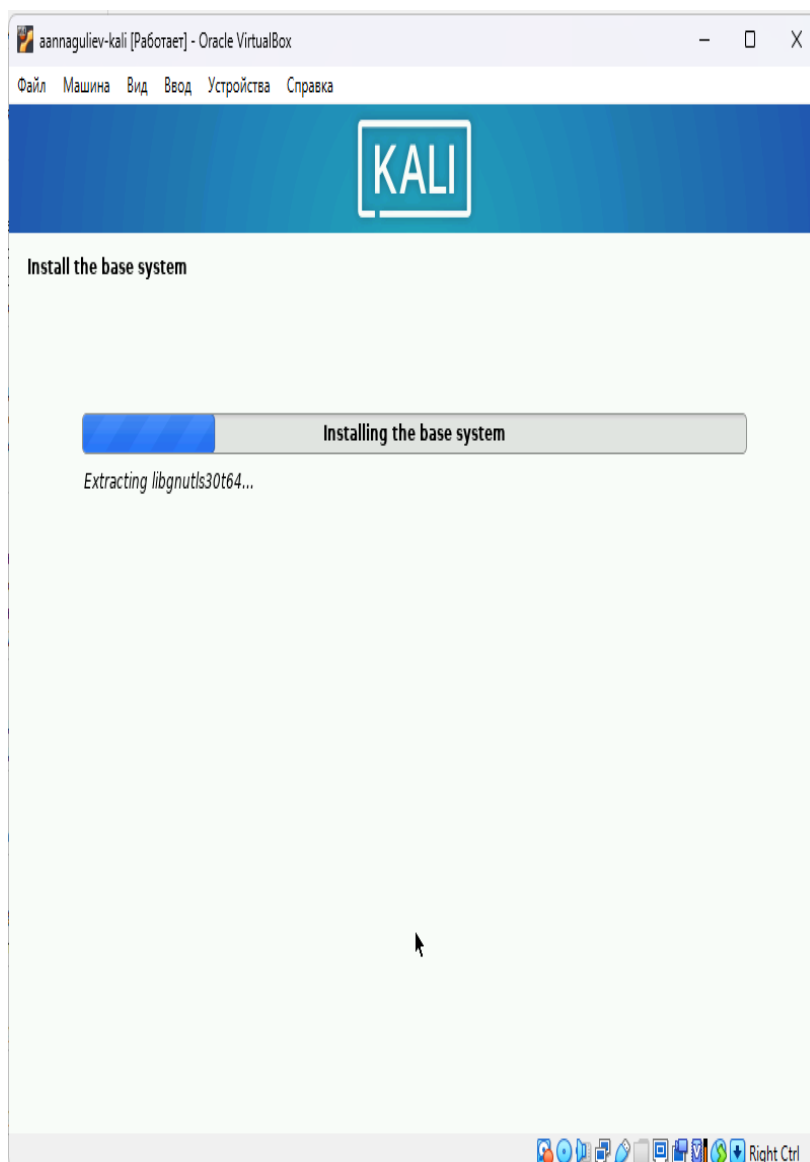 aannaguliev-kali [Работает] - Oracle VirtualBox
Файл Машина Вид Ввод Устройства Справка
KALI
Install the base system
Installing the base system
Extracting libgnutls30t64...
Right Ctrl